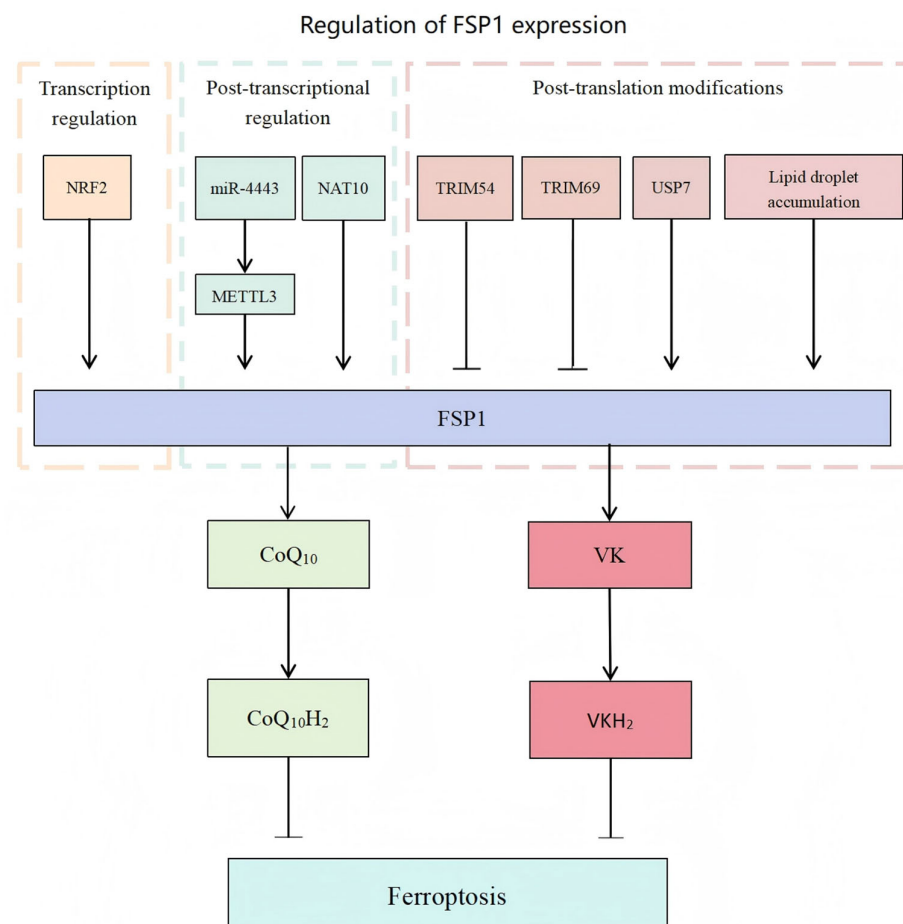 Regulation of FSP1 expression
Transcription
regulation
Post-transcriptional
regulation
Post-translation modifications
NRF2
miR-4443
NAT10
TRIM54
TRIM69
USP7
Lipid droplet
accumulation
METTL3
FSP1
CoQ₁₀
VK
CoQ₁₀H₂
VKH₂
Ferroptosis